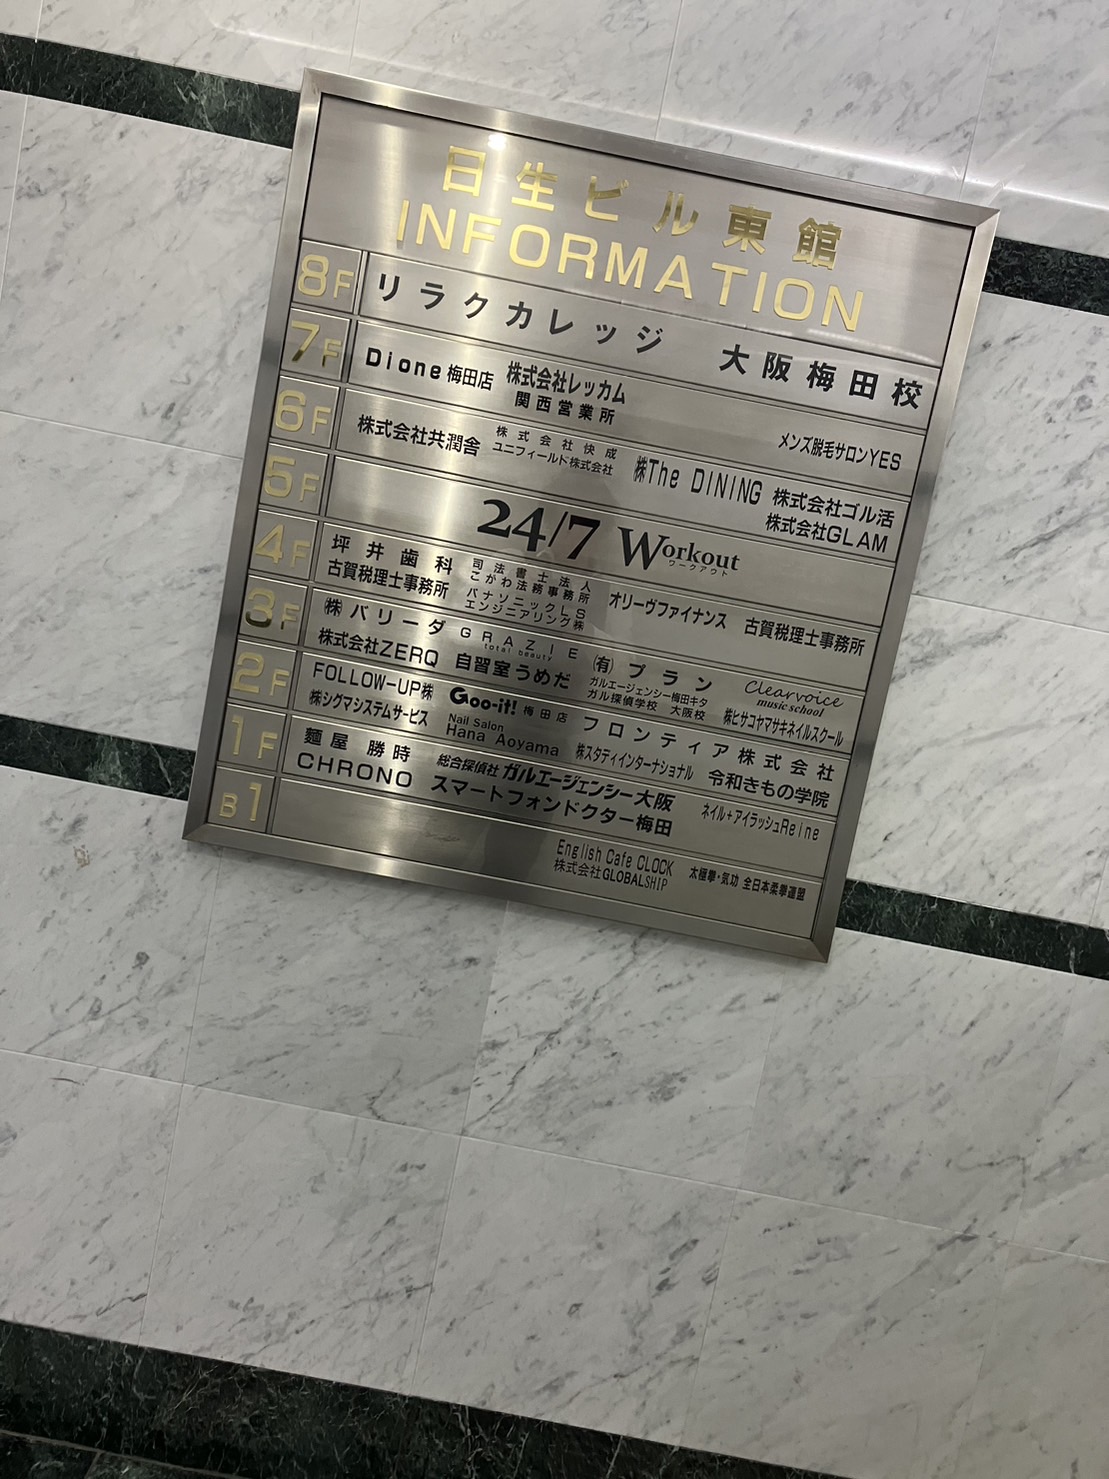 日生ビル東館
INFORMATION
8F リラクカレッジ 大阪梅田校
7F Dione梅田店 株式会社レッカム 関西営業所 メンズ脱毛サロンYES
6F 株式会社共潤舎 株式会社快成 ユニフィールド株式会社 ㈱The DINING 株式会社ゴル活 株式会社GLAM
5F 24/7 Workout ワークアウト
4F 坪井歯科 司法書士法人 こがわ法務事務所 オリーヴファイナンス 古賀税理士事務所
古賀税理士事務所 パナソニックLS エンジニアリング㈱
3F ㈱バリーダ GRAZIE total beauty ㈲プラン Clearvoice music school
株式会社ZERO 自習室うめだ ガルエージェンシー梅田キタ ガル探偵学校 大阪校 ㈱ヒサコヤマサキネイルスクール
2F FOLLOW-UP㈱ Goo-it! 梅田店 フロンティア株式会社
㈱シグマシステムサービス Nail Salon Hana Aoyama ㈱スタディインターナショナル 令和きもの学院
1F 麺屋 勝時 総合探偵社 ガルエージェンシー大阪 ネイル+アイラッシュReine
CHRONO スマートフォンドクター梅田
B1 English Cafe CLOCK 太極拳・気功 全日本柔拳連盟
株式会社GLOBALSHIP